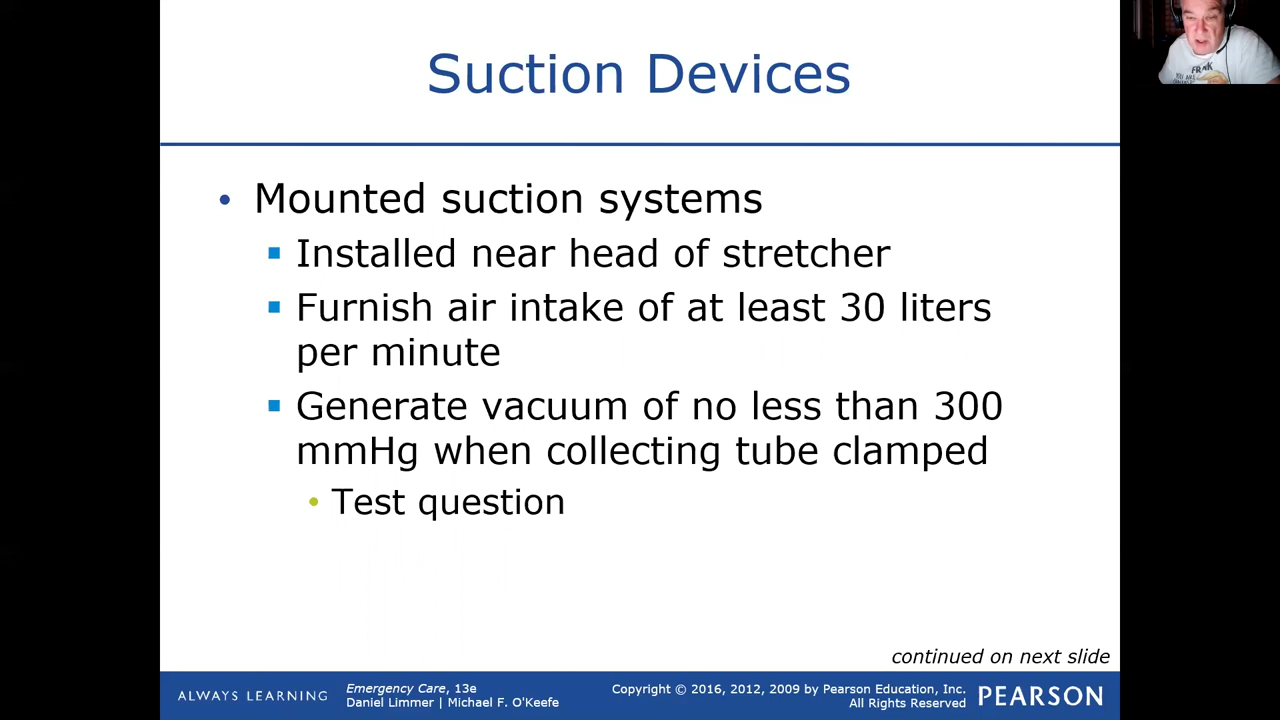 Suction Devices
• Mounted suction systems
▪ Installed near head of stretcher
▪ Furnish air intake of at least 30 liters
per minute
▪ Generate vacuum of no less than 300
mmHg when collecting tube clamped
• Test question
continued on next slide
ALWAYS LEARNING
Emergency Care, 13e
Daniel Limmer | Michael F. O'Keefe
Copyright © 2016, 2012, 2009 by Pearson Education, Inc.
All Rights Reserved
PEARSON
YOU ARE